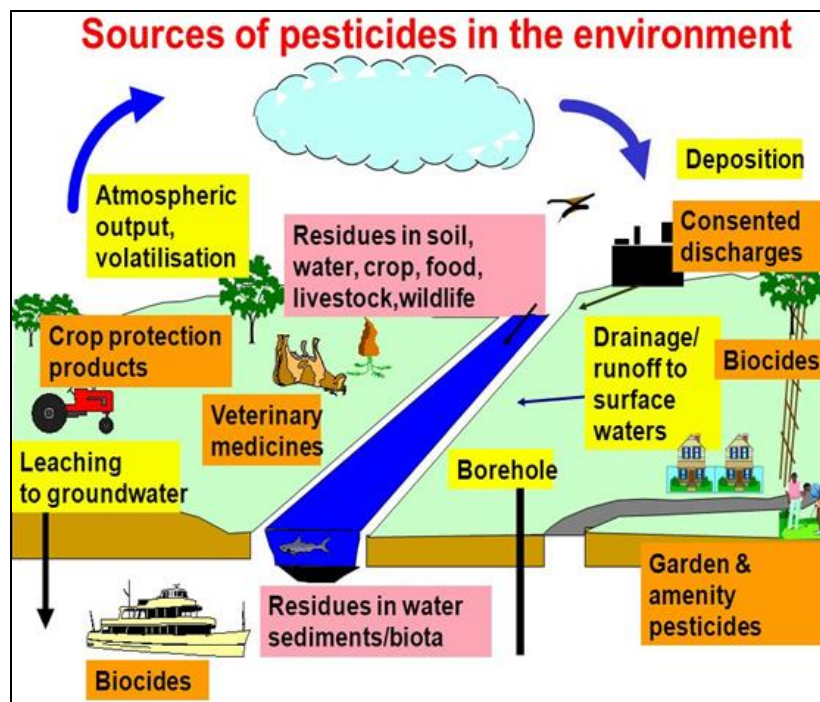 Sources of pesticides in the environment
Deposition
Atmospheric
output,
volatilisation
Residues in soil,
water, crop, food,
livestock,wildlife
Consented
discharges
Crop protection
products
Drainage/
runoff to
surface
waters
Biocides
Veterinary
medicines
Leaching
to groundwater
Borehole
Garden &
amenity
pesticides
Residues in water
sediments/biota
Biocides